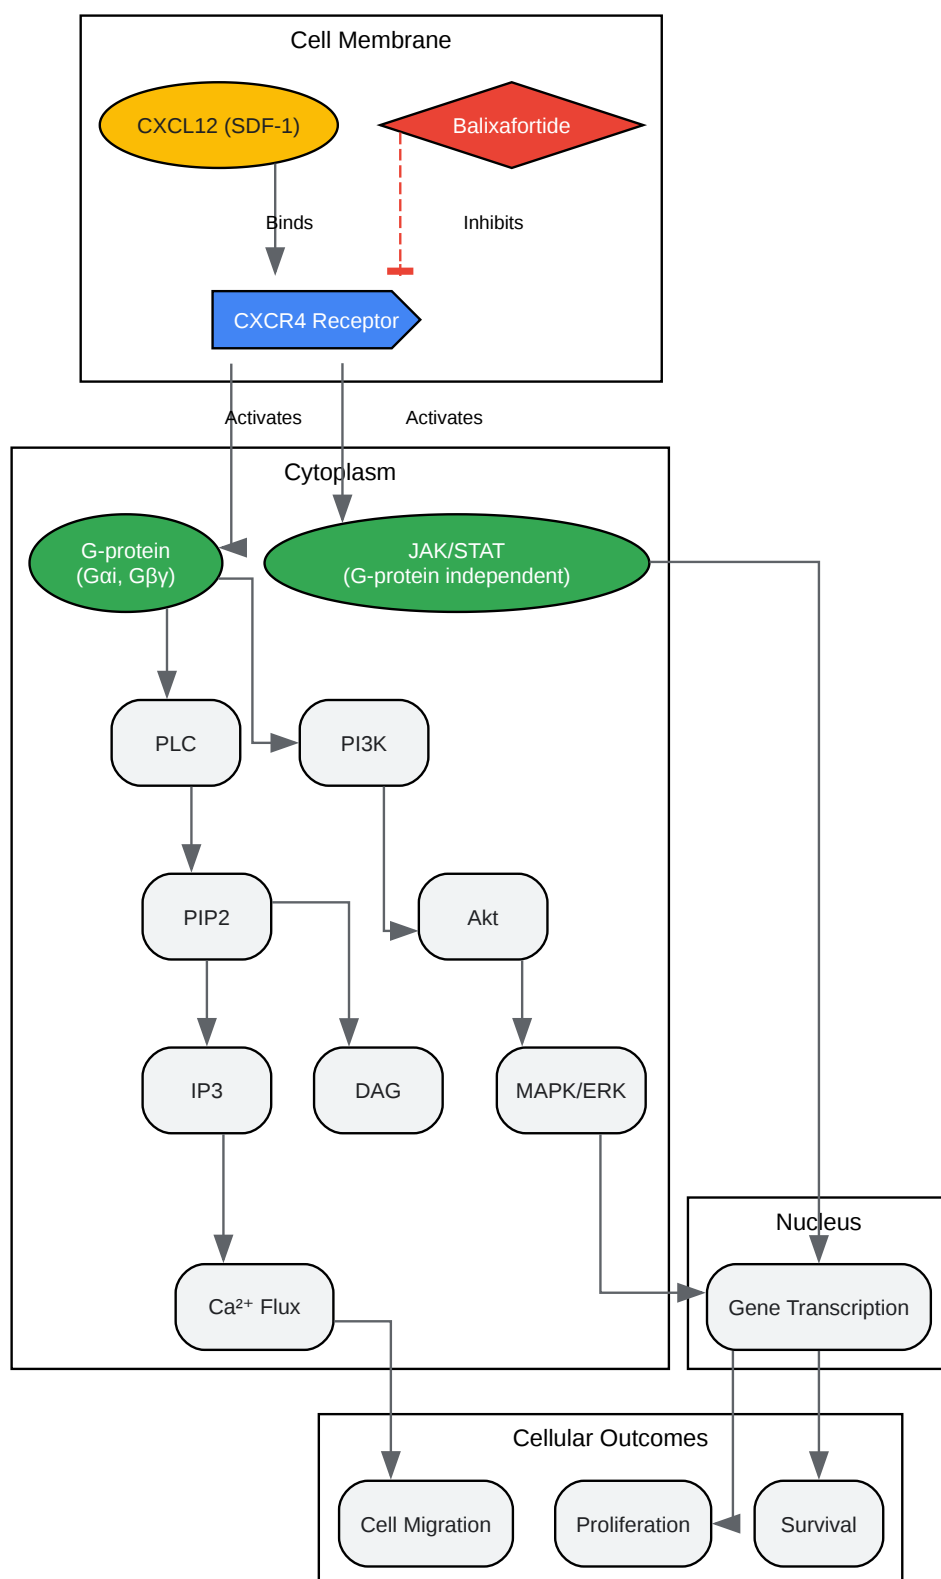 Cell Membrane
CXCL12 (SDF-1)
Balixafortide
Binds
Inhibits
CXCR4 Receptor
Activates
Activates
Cytoplasm
G-protein
(Gαi, Gβγ)
JAK/STAT
(G-protein independent)
PLC
PI3K
PIP2
Akt
IP3
DAG
MAPK/ERK
Nucleus
Ca²⁺ Flux
Gene Transcription
Cellular Outcomes
Cell Migration
Proliferation
Survival